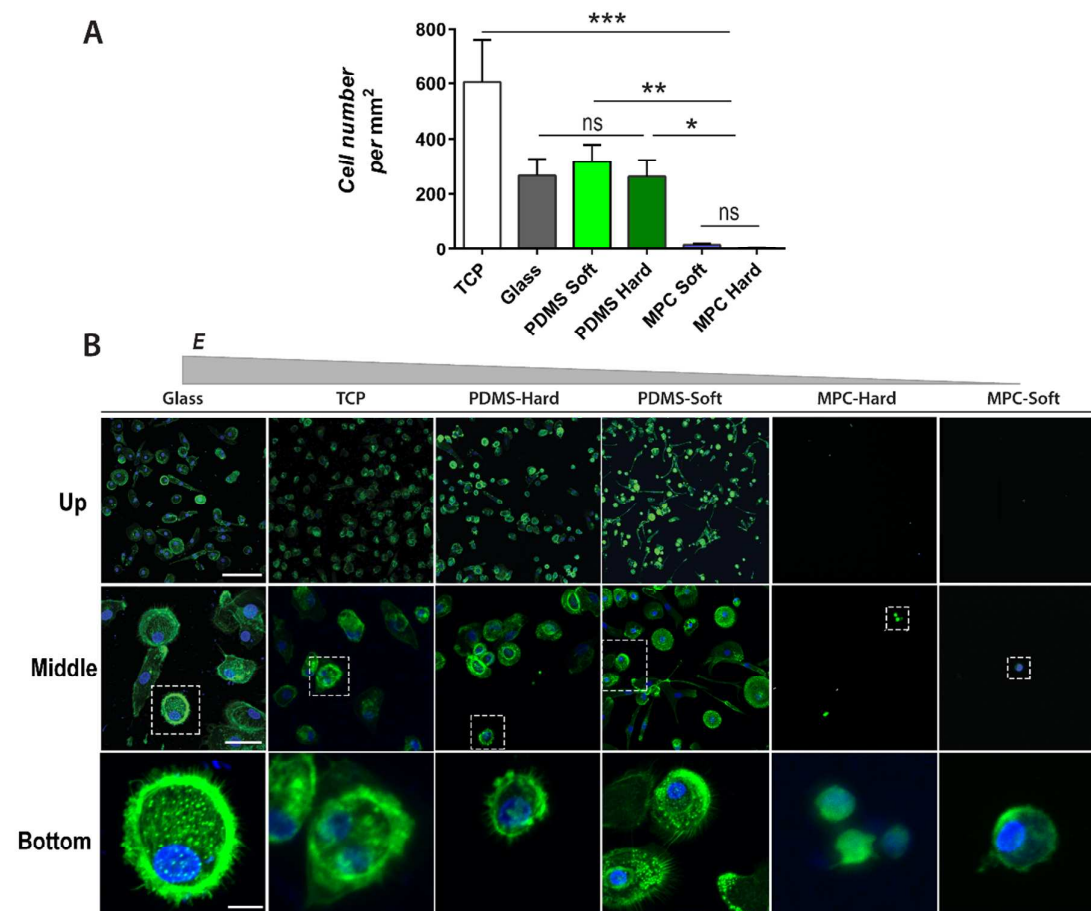 A
Cell number
per mm²
800
600
400
200
0
***
**
ns
*
ns
TCP
Glass
PDMS Soft
PDMS Hard
MPC Soft
MPC Hard
B
E
Glass TCP PDMS-Hard PDMS-Soft MPC-Hard MPC-Soft
Up
Middle
Bottom